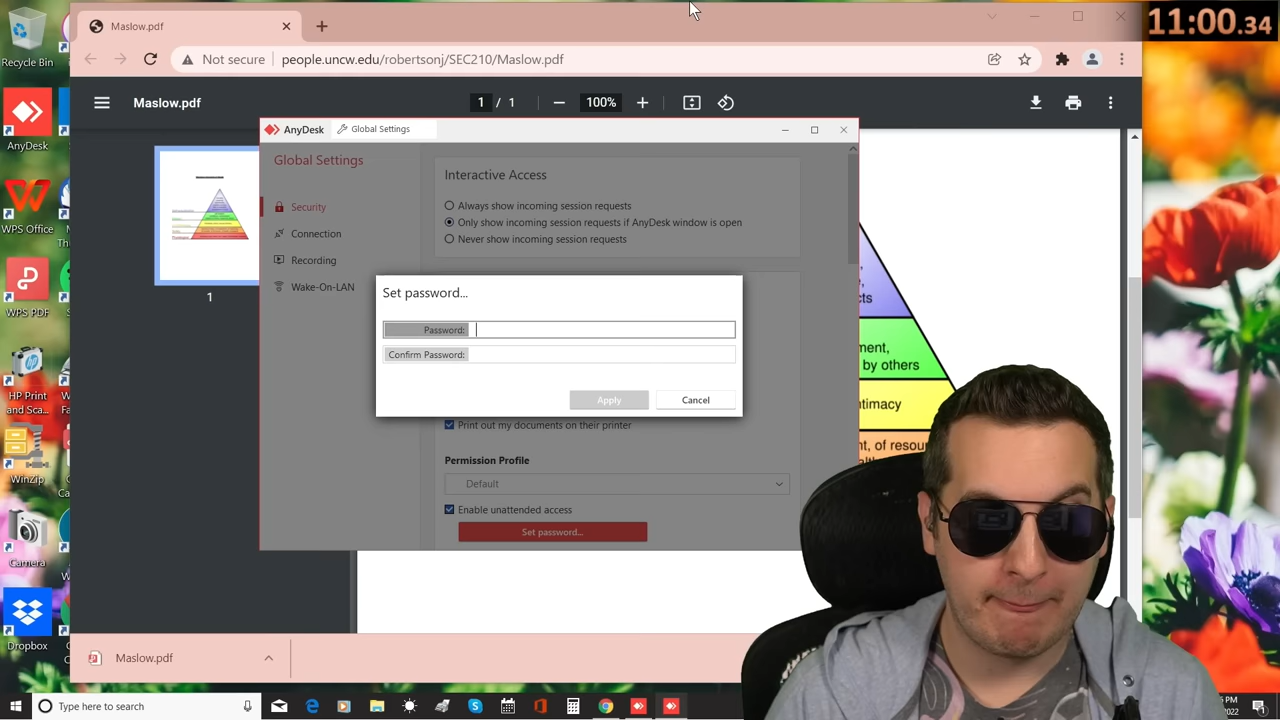 Recycle Bin
AnyDesk
WPS Office
WPS PDF
HP Print
and Sca...
WinZip
Camera
Dropbox
Maslow.pdf
11:00.34
Not secure
people.uncw.edu/robertsonj/SEC210/Maslow.pdf
Maslow.pdf
1 / 1
100%
1
AnyDesk
Global Settings
Global Settings
Security
Connection
Recording
Wake-On-LAN
Interactive Access
Always show incoming session requests
Only show incoming session requests if AnyDesk window is open
Never show incoming session requests
Set password...
Password:
Confirm Password:
Apply
Cancel
Print out my documents on their printer
Permission Profile
Default
Enable unattended access
Set password...
by others
Maslow.pdf
Type here to search